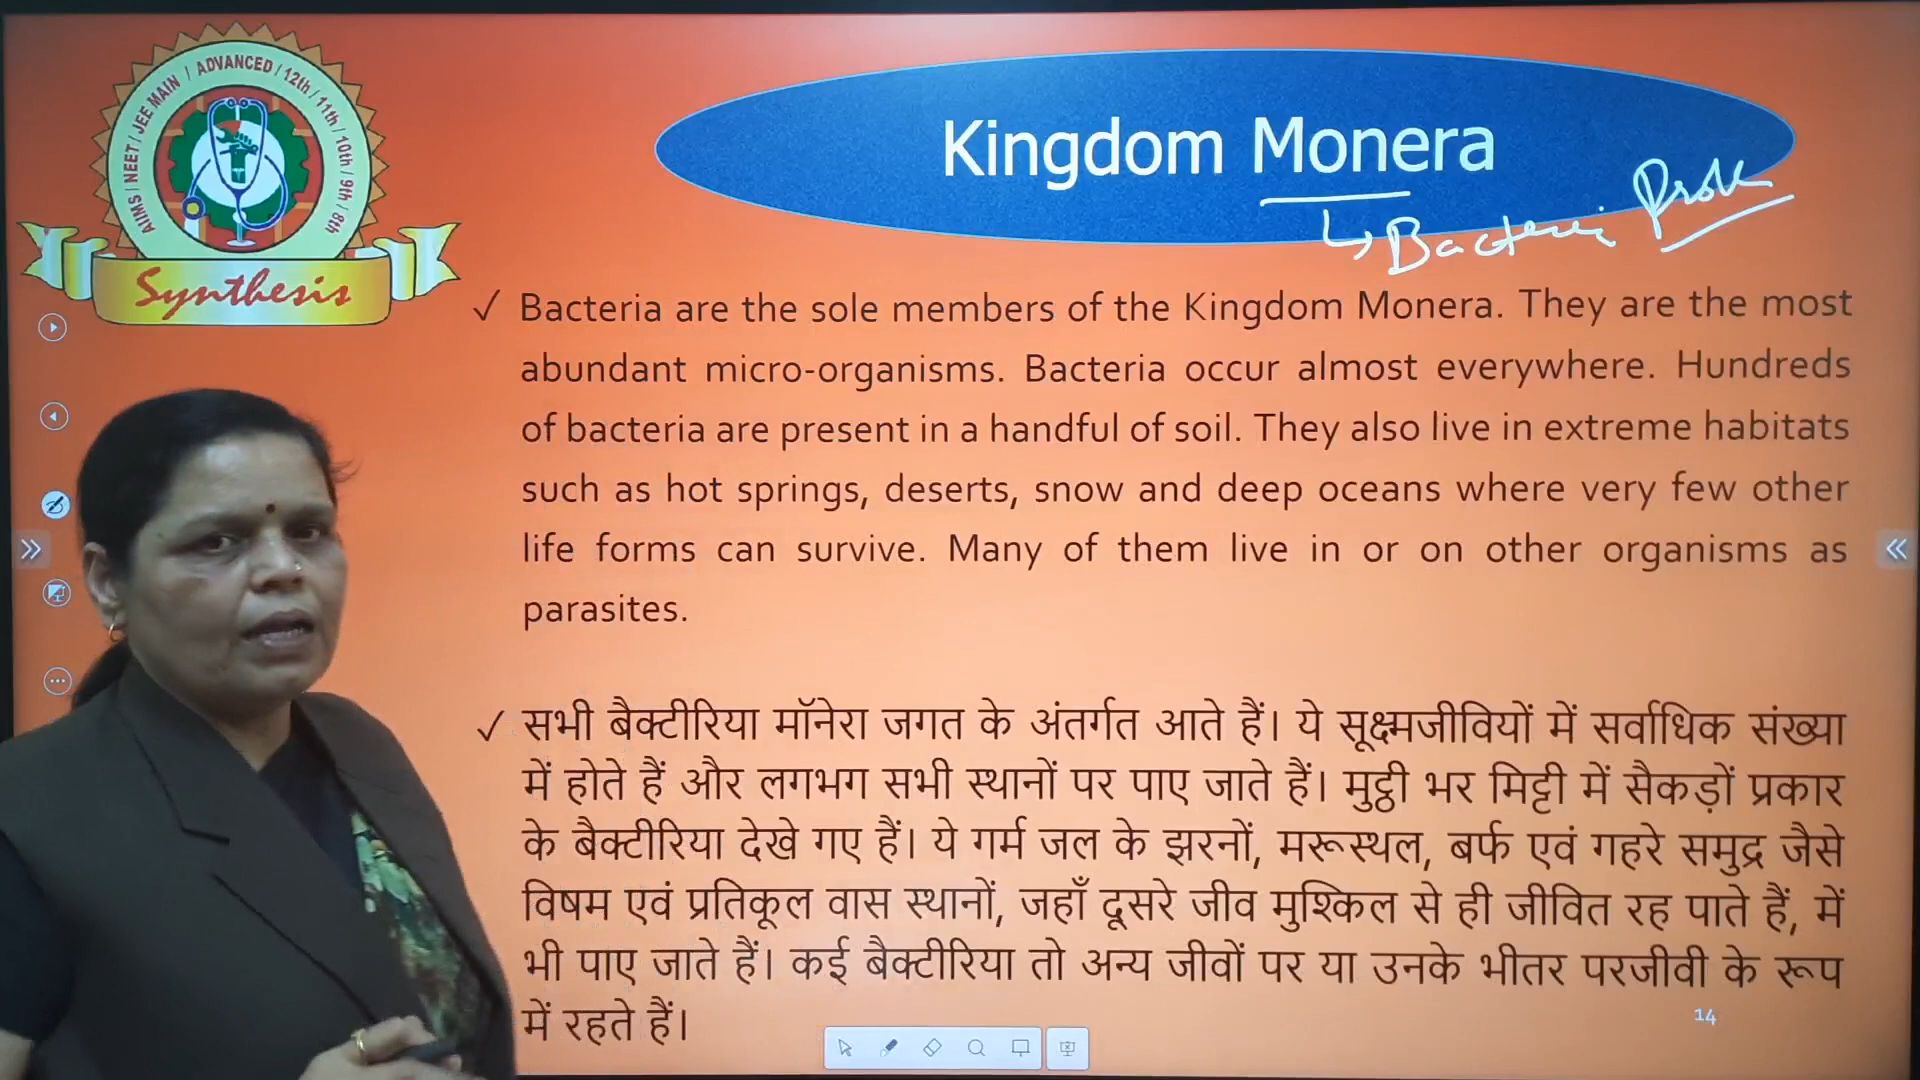 AIIMS / NEET / JEE MAIN / ADVANCED / 12th / 11th / 10th / 9th / 8th
Synthesis
Kingdom Monera
↳ Bacteri Prok
✓ Bacteria are the sole members of the Kingdom Monera. They are the most
abundant micro-organisms. Bacteria occur almost everywhere. Hundreds
of bacteria are present in a handful of soil. They also live in extreme habitats
such as hot springs, deserts, snow and deep oceans where very few other
life forms can survive. Many of them live in or on other organisms as
parasites.
✓ सभी बैक्टीरिया मॉनेरा जगत के अंतर्गत आते हैं। ये सूक्ष्मजीवियों में सर्वाधिक संख्या
में होते हैं और लगभग सभी स्थानों पर पाए जाते हैं। मुट्ठी भर मिट्टी में सैकड़ों प्रकार
के बैक्टीरिया देखे गए हैं। ये गर्म जल के झरनों, मरूस्थल, बर्फ एवं गहरे समुद्र जैसे
विषम एवं प्रतिकूल वास स्थानों, जहाँ दूसरे जीव मुश्किल से ही जीवित रह पाते हैं, में
भी पाए जाते हैं। कई बैक्टीरिया तो अन्य जीवों पर या उनके भीतर परजीवी के रूप
में रहते हैं।
14